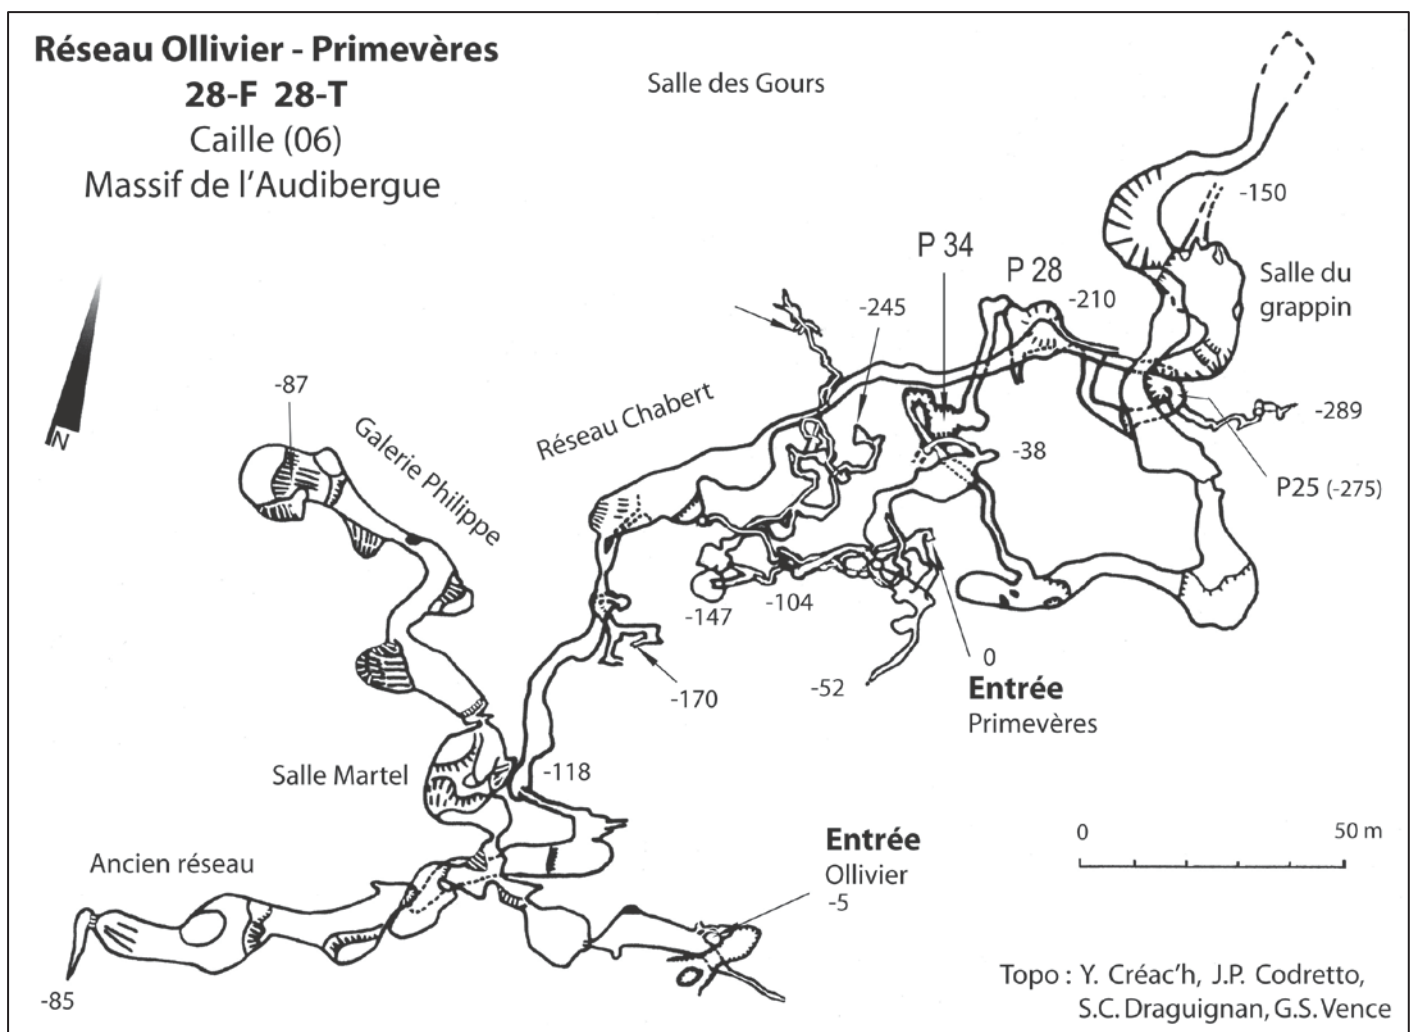 Réseau Ollivier - Primevères
28-F 28-T
Caille (06)
Massif de l'Audibergue
Salle des Gours
-150
P 34
P 28
-210
Salle du
grappin
-245
-87
Galerie Philippe
Réseau Chabert
N
-289
-38
P25 (-275)
-147
-104
0
-52
Entrée
Primevères
-170
Salle Martel
-118
0
50 m
Entrée
Ollivier
-5
Ancien réseau
-85
Topo : Y. Créac'h, J.P. Codretto,
S.C. Draguignan, G.S. Vence